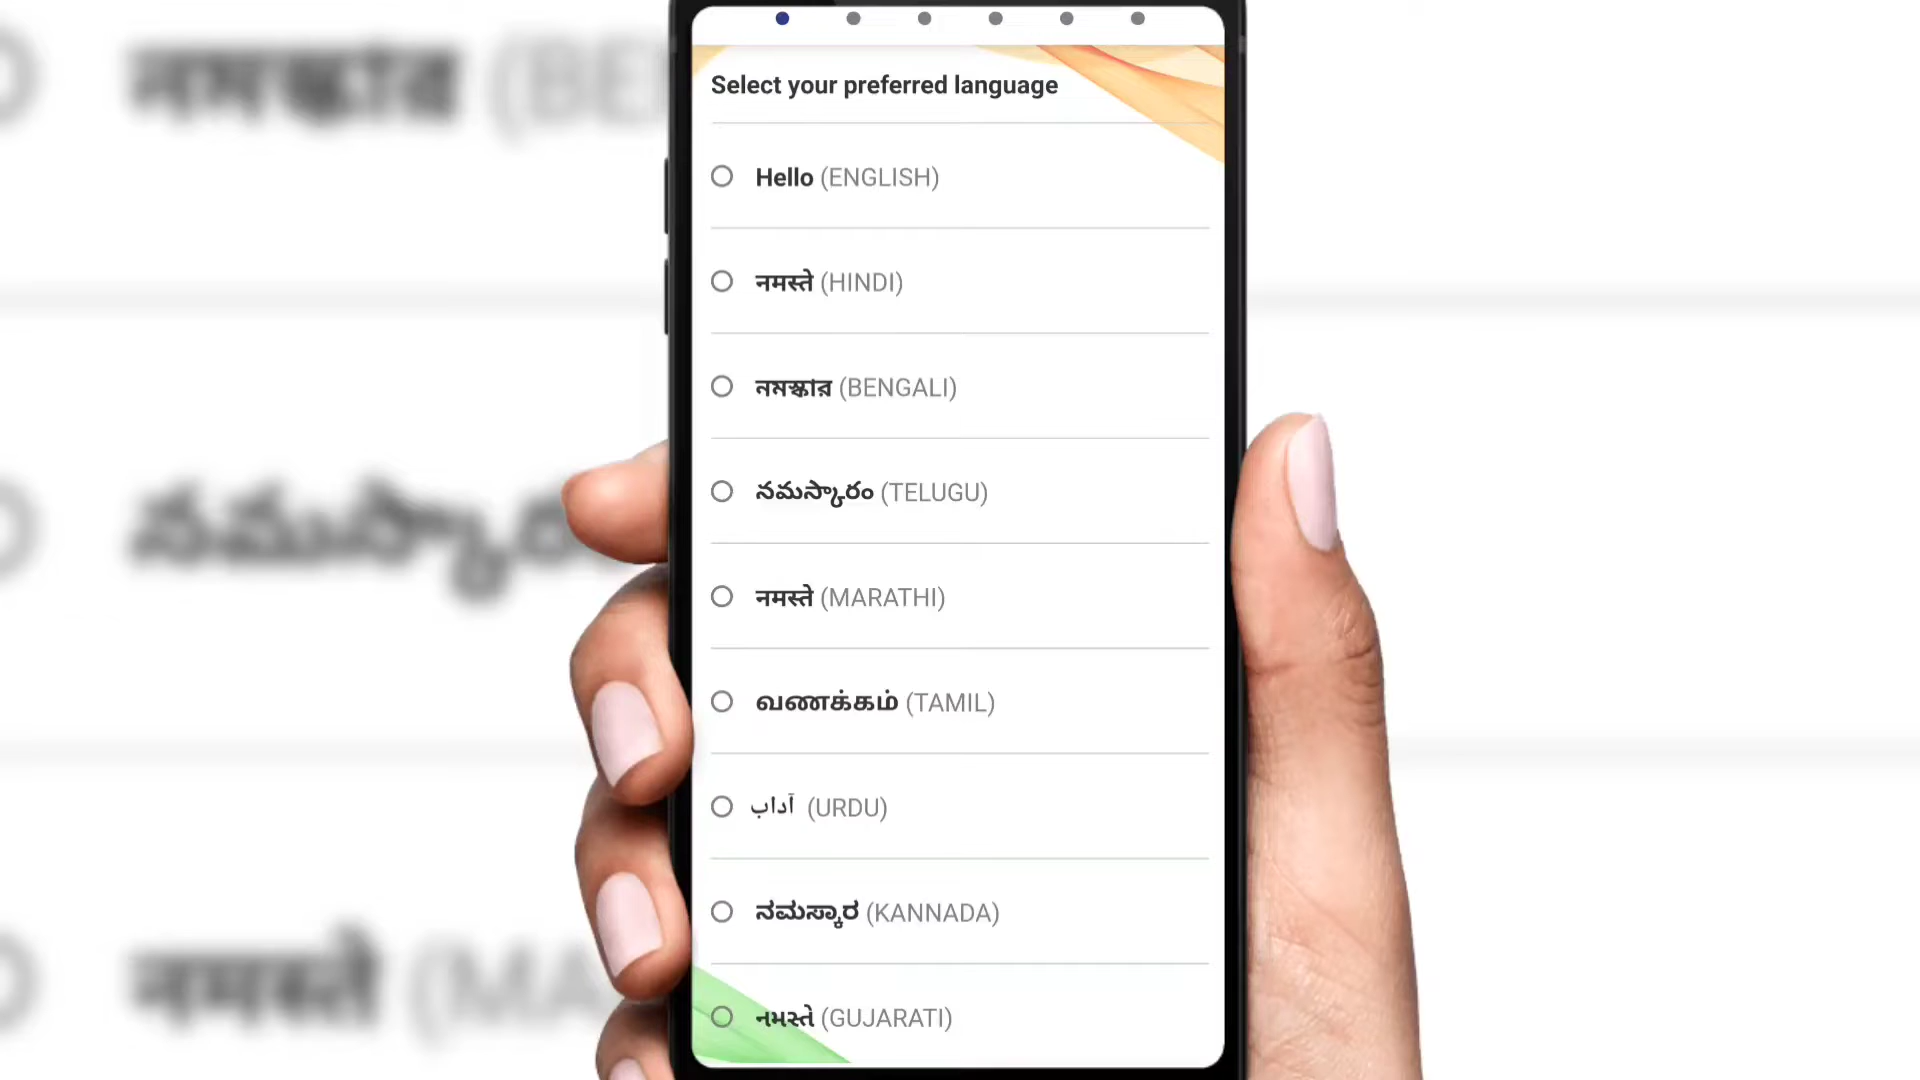 Select your preferred language
Hello (ENGLISH)
नमस्ते (HINDI)
নমস্কার (BENGALI)
నమస్కారం (TELUGU)
नमस्ते (MARATHI)
வணக்கம் (TAMIL)
آداب (URDU)
ನಮಸ್ಕಾರ (KANNADA)
નમસ્તે (GUJARATI)